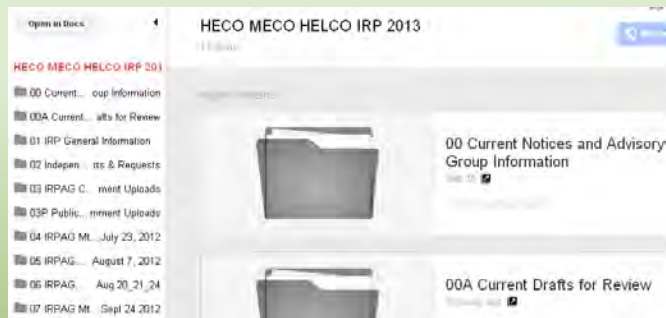 Open in Docs
HECO MECO HELCO IRP 201
00 Current... oup Information
00A Current... afts for Review
01 IRP General Information
02 Indepen... nts & Requests
03 IRPAG C... ment Uploads
03P Public... mment Uploads
04 IRPAG Mt...July 23, 2012
05 IRPAG... August 7, 2012
06 IRPAG... Aug 20_21_24
07 IRPAG Mt Sept 24 2012
HECO MECO HELCO IRP 2013
00 Current Notices and Advisory
Group Information
00A Current Drafts for Review